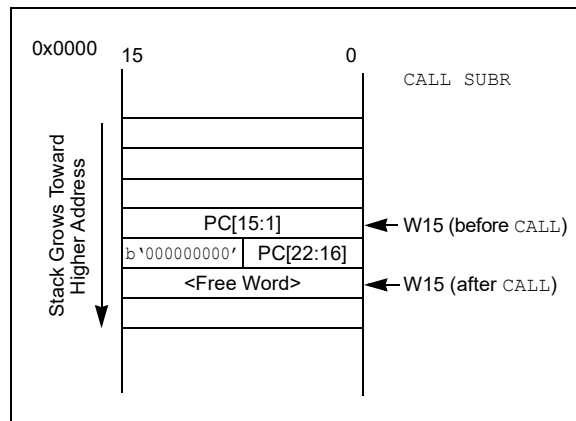 0x0000 15 0
CALL SUBR
Stack Grows Toward
Higher Address
PC[15:1]
W15 (before CALL)
b‘000000000’ PC[22:16]
<Free Word>
W15 (after CALL)